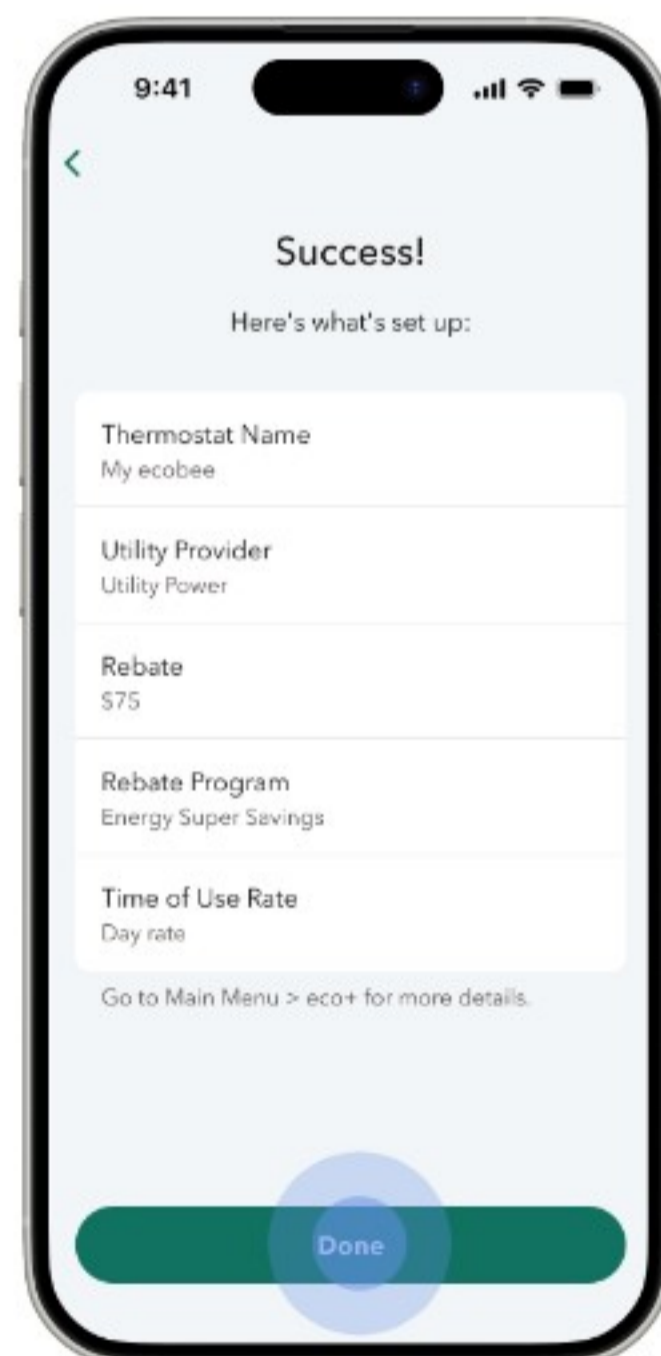 9:41
Success!
Here's what's set up:
Thermostat Name
My ecobee
Utility Provider
Utility Power
Rebate
$75
Rebate Program
Energy Super Savings
Time of Use Rate
Day rate
Go to Main Menu > eco+ for more details.
Done